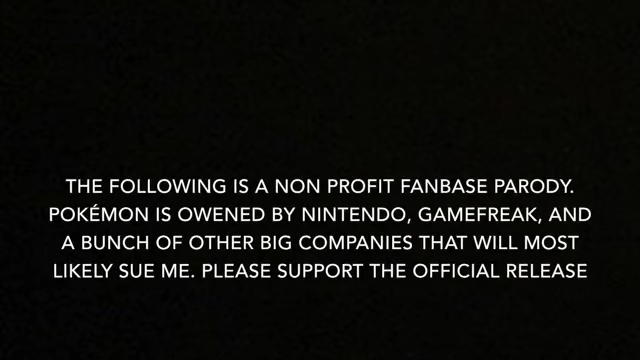 THE FOLLOWING IS A NON PROFIT FANBASE PARODY.
POKÉMON IS OWENED BY NINTENDO, GAMEFREAK, AND
A BUNCH OF OTHER BIG COMPANIES THAT WILL MOST
LIKELY SUE ME. PLEASE SUPPORT THE OFFICIAL RELEASE